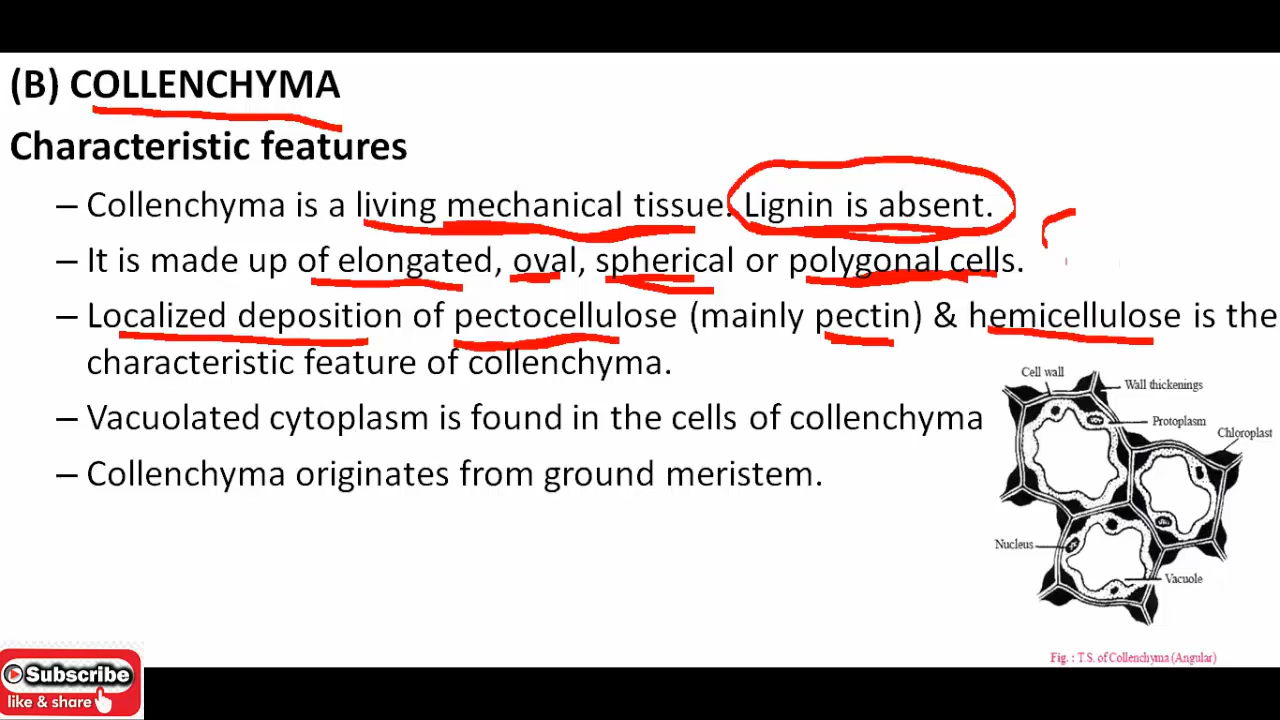 (B) COLLENCHYMA
Characteristic features
– Collenchyma is a living mechanical tissue. Lignin is absent.
– It is made up of elongated, oval, spherical or polygonal cells.
– Localized deposition of pectocellulose (mainly pectin) & hemicellulose is the
characteristic feature of collenchyma.
– Vacuolated cytoplasm is found in the cells of collenchyma
– Collenchyma originates from ground meristem.
Cell wall
Wall thickenings
Protoplasm
Chloroplast
Nucleus
Vacuole
Fig. : T.S. of Collenchyma (Angular)
Subscribe
like & share